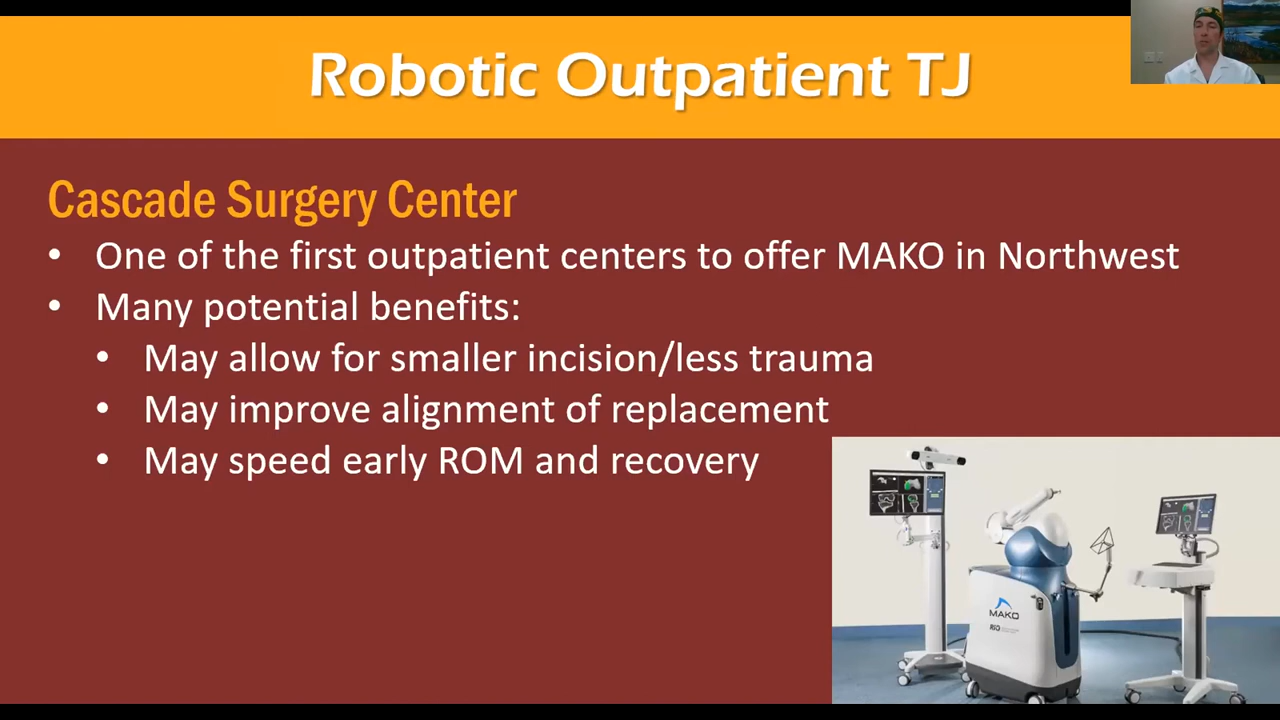 Robotic Outpatient TJ
Cascade Surgery Center
• One of the first outpatient centers to offer MAKO in Northwest
• Many potential benefits:
• May allow for smaller incision/less trauma
• May improve alignment of replacement
• May speed early ROM and recovery
MAKO
RIO